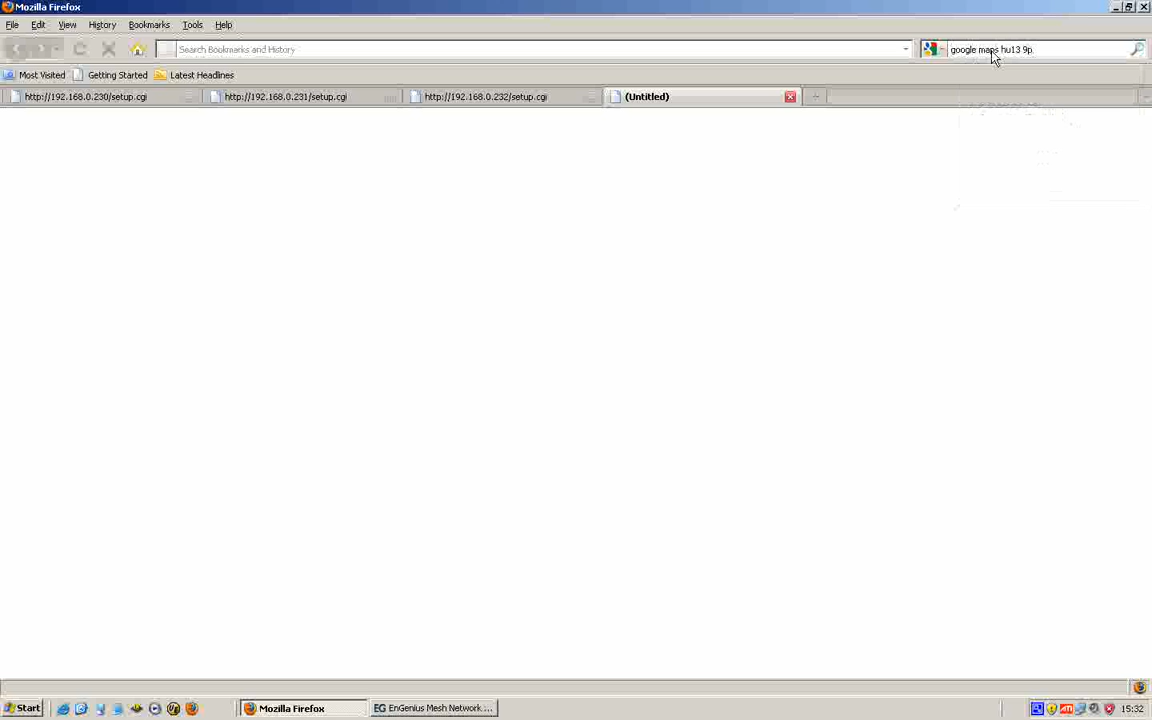 Mozilla Firefox
File Edit View History Bookmarks Tools Help
Search Bookmarks and History
google maps hu13 9p
Most Visited Getting Started Latest Headlines
http://192.168.0.230/setup.cgi http://192.168.0.231/setup.cgi http://192.168.0.232/setup.cgi (Untitled)
Start Mozilla Firefox EG EnGenius Mesh Network ... 15:32